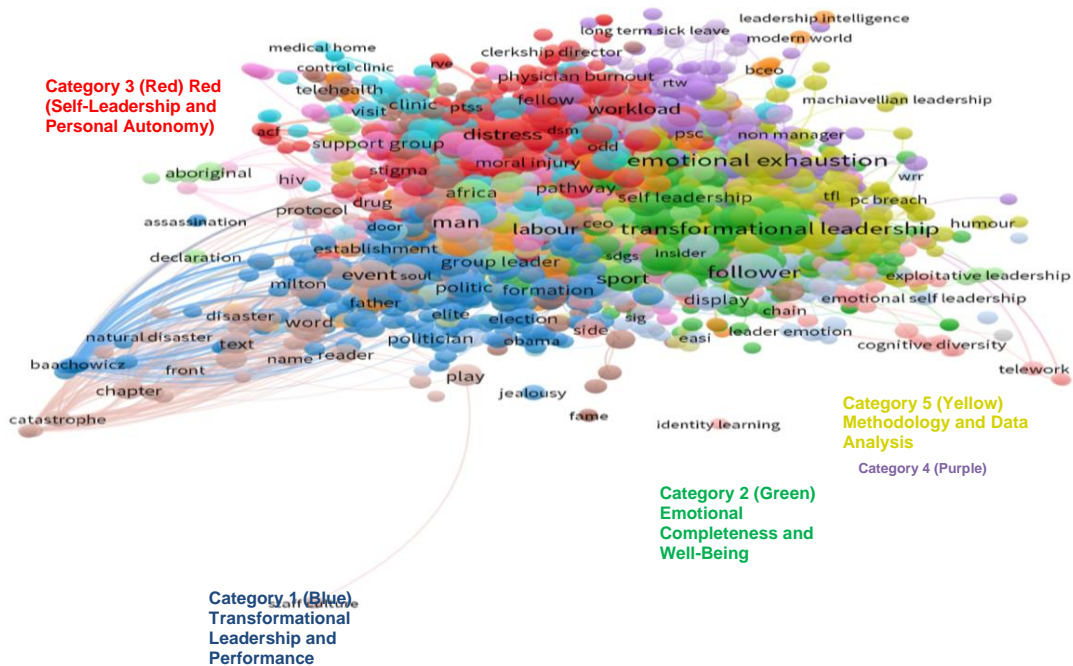 leadership intelligence
long term sick leave
modern world
medical home
clerkship director
control clinic
rve
bceo
physician burnout
rtw
telehealth
Category 3 (Red) Red
(Self-Leadership and
Personal Autonomy)
visit
clinic
ptss
fellow
workload
machiavellian leadership
acf
support group
distress
dsm
psc
non manager
odd
moral injury
emotional exhaustion
stigma
aboriginal
hiv
africa
pathway
self leadership
tfl
pc breach
wrr
drug
protocol
assassination
door
man
labour
ceo
transformational leadership
humour
declaration
establishment
group leader
sdgs
insider
event
soul
sport
follower
exploitative leadership
milton
politic
formation
father
display
emotional self leadership
disaster
word
elite
election
sig
chain
side
leader emotion
natural disaster
text
politician
obama
easi
cognitive diversity
baachowicz
front
name
reader
telework
chapter
play
jealousy
catastrophe
fame
identity learning
Category 5 (Yellow)
Methodology and Data
Analysis
Category 4 (Purple)
Category 2 (Green)
Emotional
Completeness and
Well-Being
Category 1 (Blue)
staff culture
Transformational
Leadership and
Performance